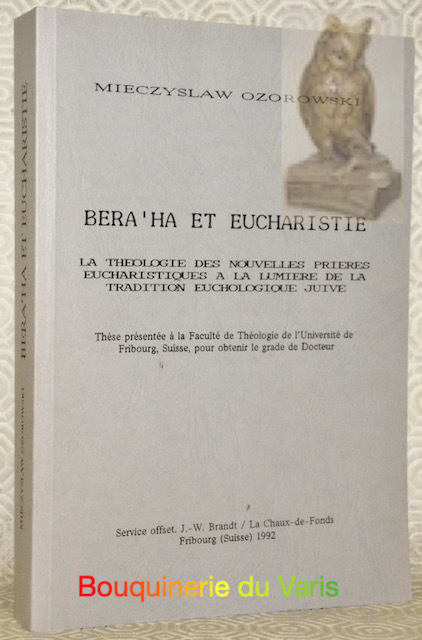 MIECZYSLAW OZOROWSKI
BERA'HA ET EUCHARISTIE
LA THEOLOGIE DES NOUVELLES PRIERES
EUCHARISTIQUES A LA LUMIERE DE LA
TRADITION EUCHOLOGIQUE JUIVE
Thèse présentée à la Faculté de Théologie de l'Université de
Fribourg, Suisse, pour obtenir le grade de Docteur
Service offset, J.-W. Brandt / La Chaux-de-Fonds
Fribourg (Suisse) 1992
MIECZYSLAW OZOROWSKI BERA'HA ET EUCHARISTIE
Bouquinerie du Varis